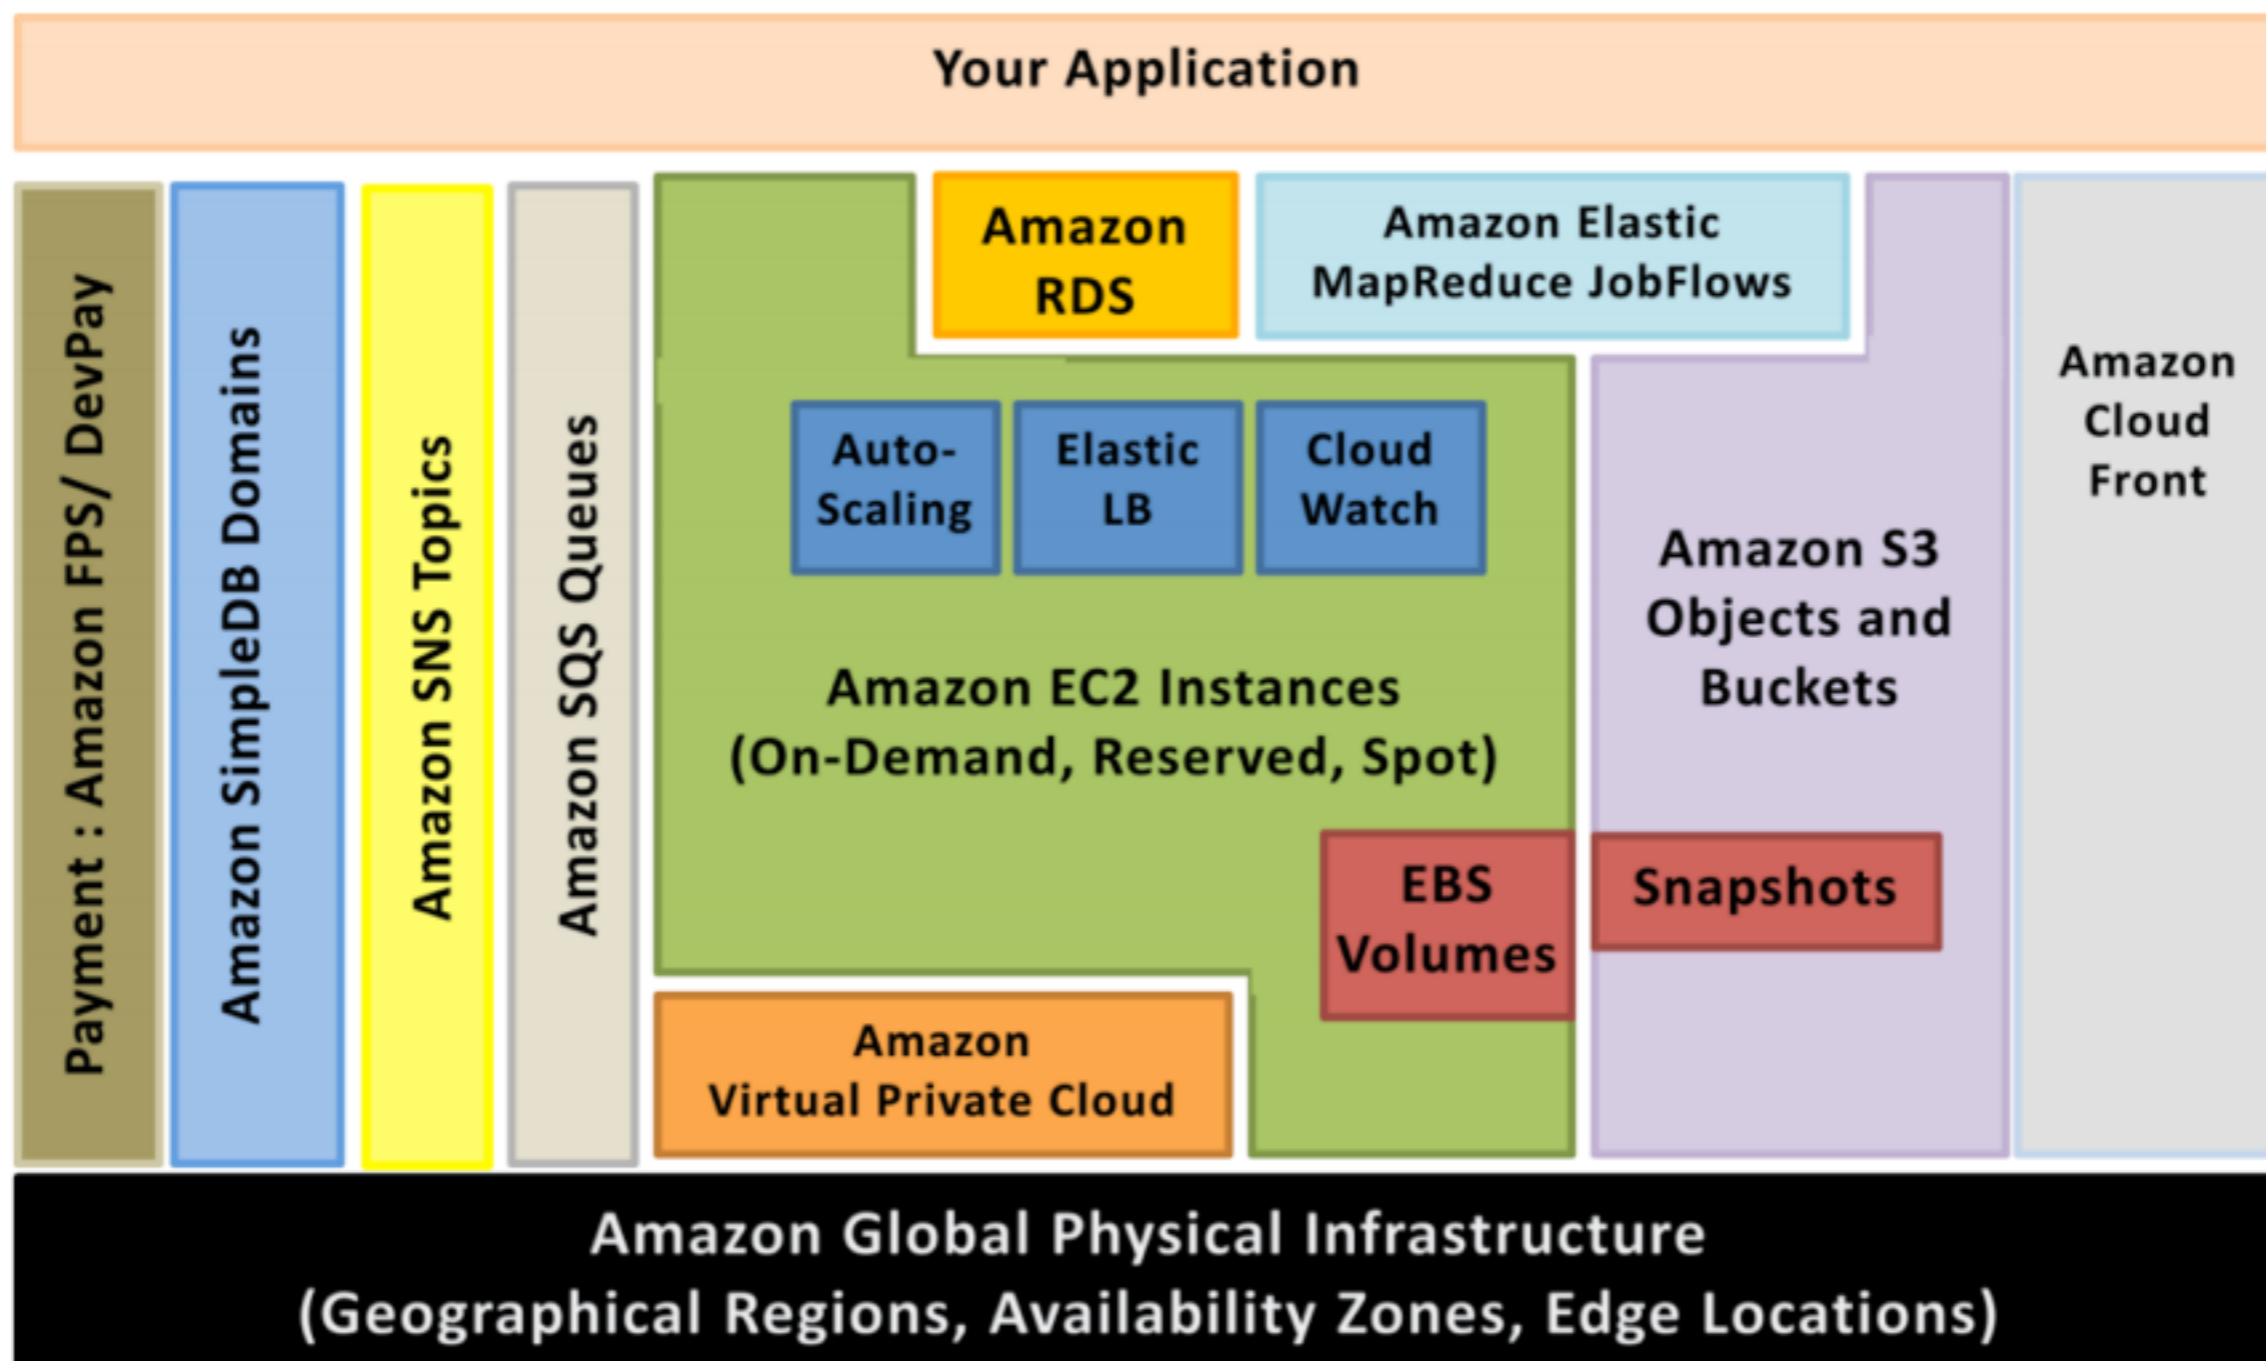 Your Application
Payment : Amazon FPS/ DevPay
Amazon SimpleDB Domains
Amazon SNS Topics
Amazon SQS Queues
Amazon
RDS
Amazon Elastic
MapReduce JobFlows
Auto-
Scaling
Elastic
LB
Cloud
Watch
Amazon EC2 Instances
(On-Demand, Reserved, Spot)
EBS
Volumes
Amazon
Virtual Private Cloud
Amazon S3
Objects and
Buckets
Snapshots
Amazon
Cloud
Front
Amazon Global Physical Infrastructure
(Geographical Regions, Availability Zones, Edge Locations)